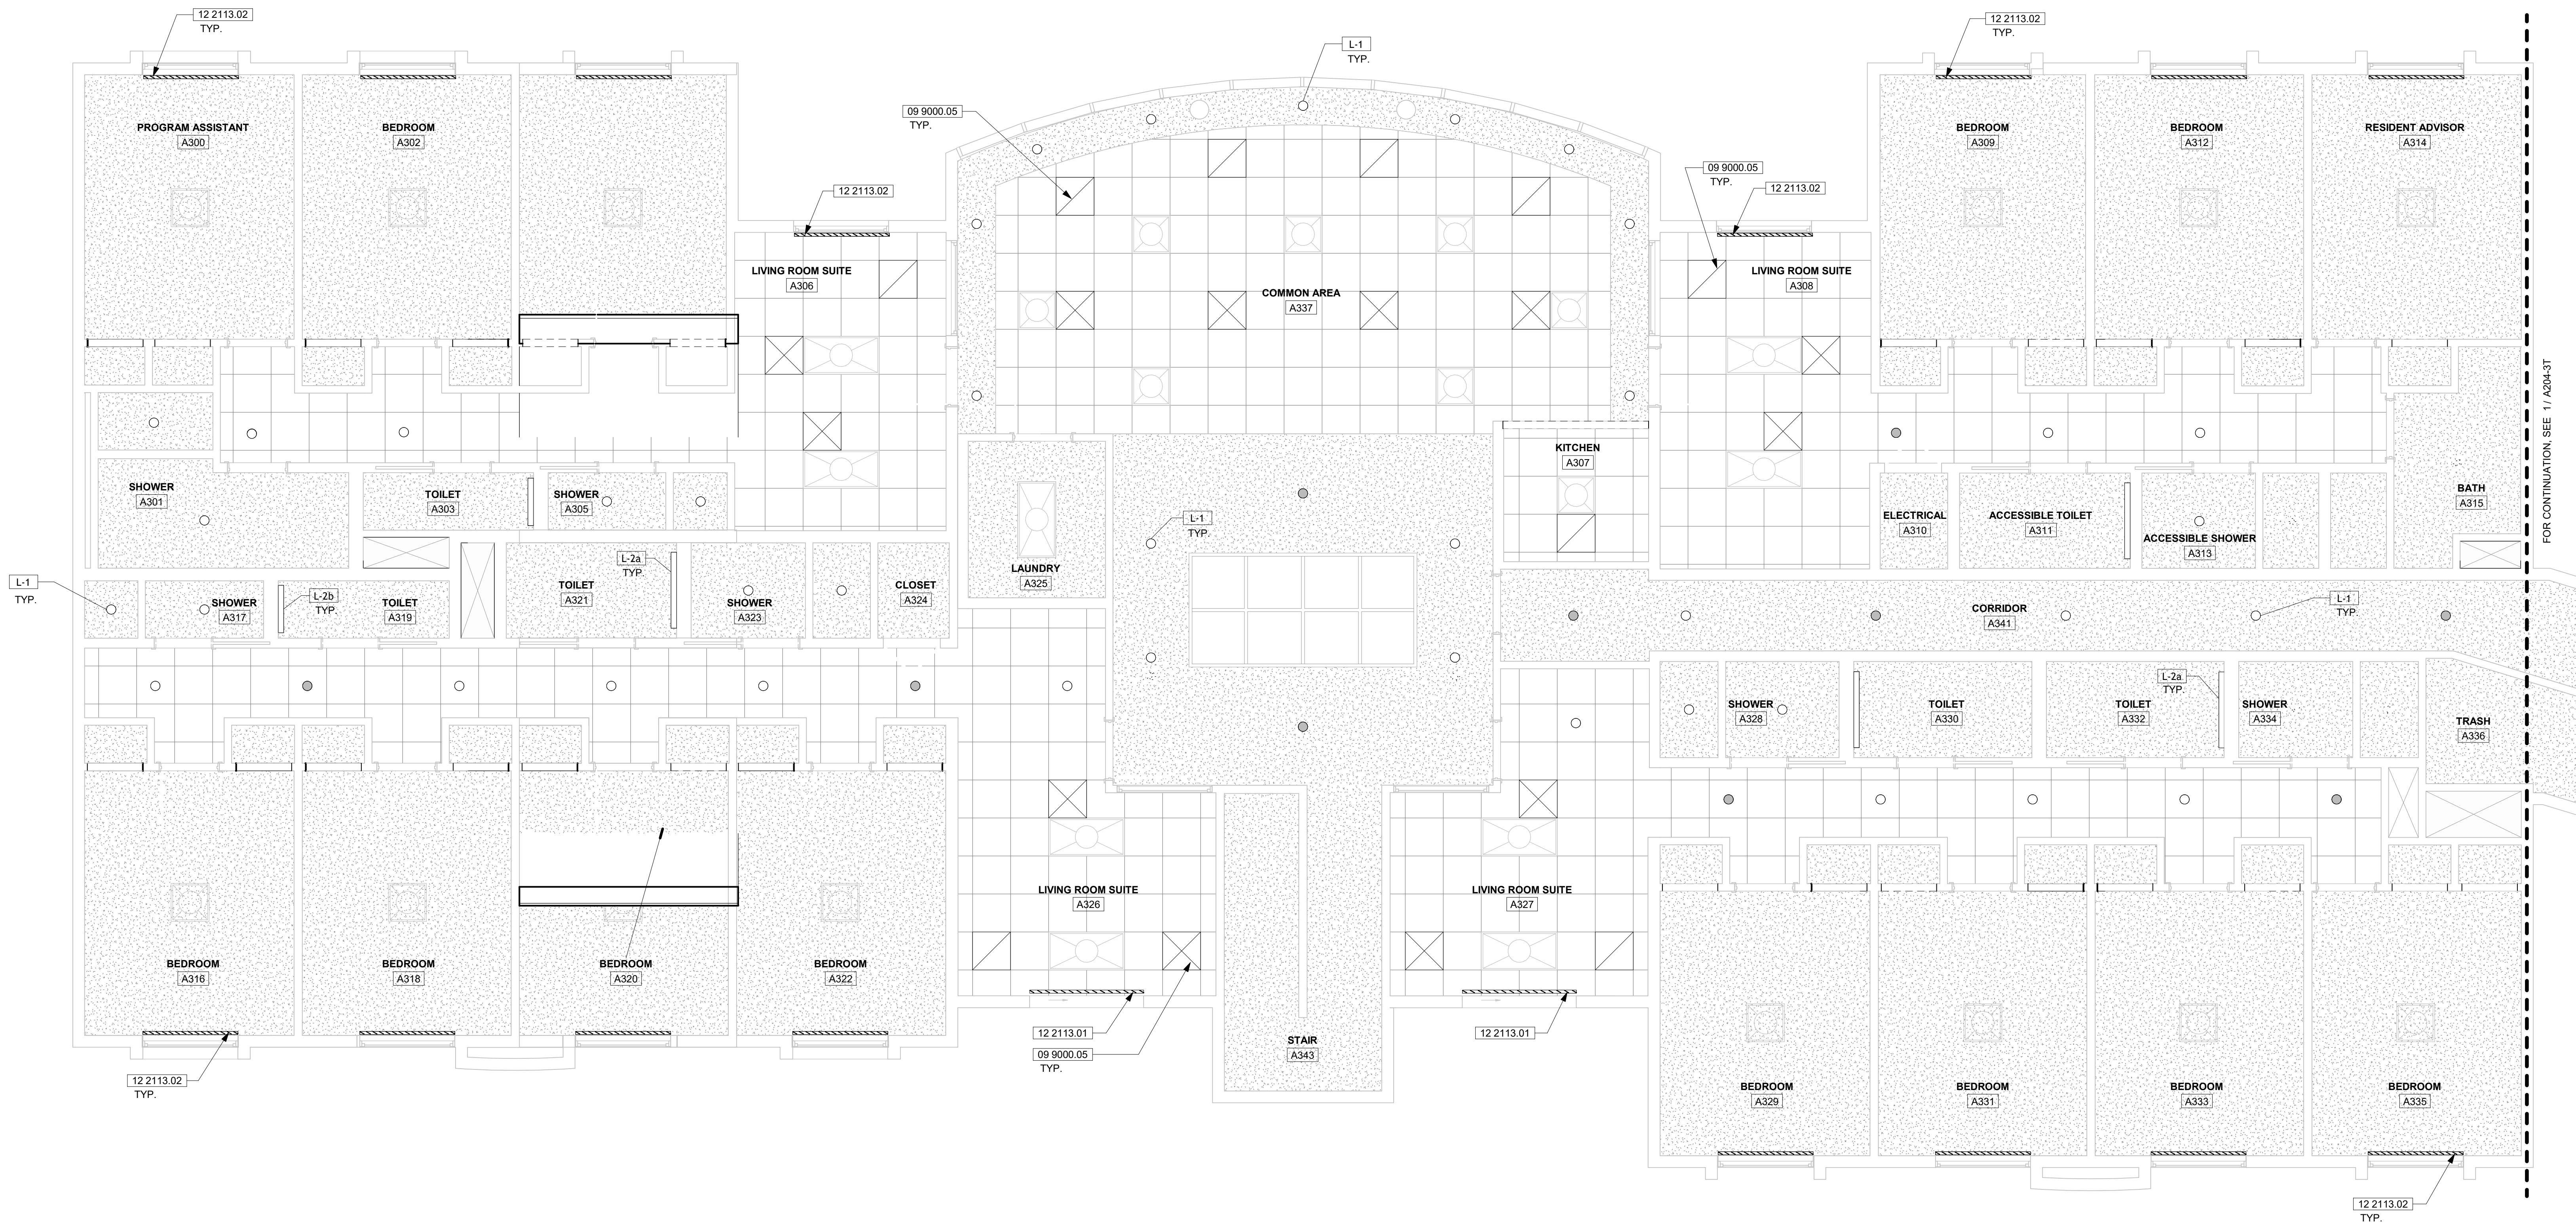 12 2113.02
TYP.
12 2113.02
TYP.
L-1
TYP.
09 9000.05
TYP.
PROGRAM ASSISTANT
A300
BEDROOM
A302
BEDROOM
A309
BEDROOM
A312
RESIDENT ADVISOR
A314
09 9000.05
TYP.
12 2113.02
12 2113.02
LIVING ROOM SUITE
A306
COMMON AREA
A337
LIVING ROOM SUITE
A308
FOR CONTINUATION, SEE 1 / A204-3T
KITCHEN
A307
SHOWER
A301
TOILET
A303
SHOWER
A305
BATH
A315
L-1
TYP.
ELECTRICAL
A310
ACCESSIBLE TOILET
A311
ACCESSIBLE SHOWER
A313
L-2a
TYP.
LAUNDRY
A325
L-1
TYP.
L-2b
TYP.
SHOWER
A317
TOILET
A319
TOILET
A321
SHOWER
A323
CLOSET
A324
CORRIDOR
A341
L-1
TYP.
L-2a
TYP.
SHOWER
A328
TOILET
A330
TOILET
A332
SHOWER
A334
TRASH
A336
LIVING ROOM SUITE
A326
LIVING ROOM SUITE
A327
BEDROOM
A316
BEDROOM
A318
BEDROOM
A320
BEDROOM
A322
12 2113.01
09 9000.05
TYP.
12 2113.01
STAIR
A343
12 2113.02
TYP.
BEDROOM
A329
BEDROOM
A331
BEDROOM
A333
BEDROOM
A335
12 2113.02
TYP.